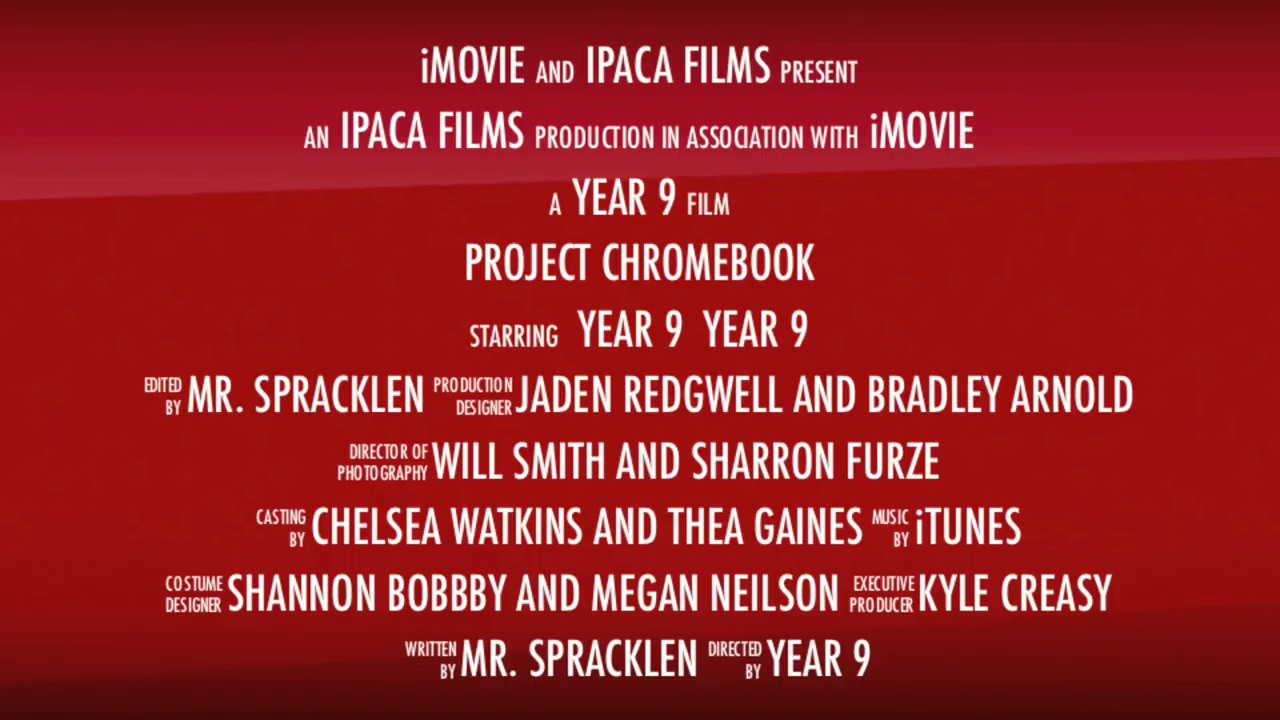 iMOVIE AND IPACA FILMS PRESENT
AN IPACA FILMS PRODUCTION IN ASSOCIATION WITH iMOVIE
A YEAR 9 FILM
PROJECT CHROMEBOOK
STARRING YEAR 9 YEAR 9
EDITED BY MR. SPRACKLEN PRODUCTION DESIGNER JADEN REDGWELL AND BRADLEY ARNOLD
DIRECTOR OF PHOTOGRAPHY WILL SMITH AND SHARRON FURZE
CASTING BY CHELSEA WATKINS AND THEA GAINES MUSIC BY iTUNES
COSTUME DESIGNER SHANNON BOBBBY AND MEGAN NEILSON EXECUTIVE PRODUCER KYLE CREASY
WRITTEN BY MR. SPRACKLEN DIRECTED BY YEAR 9